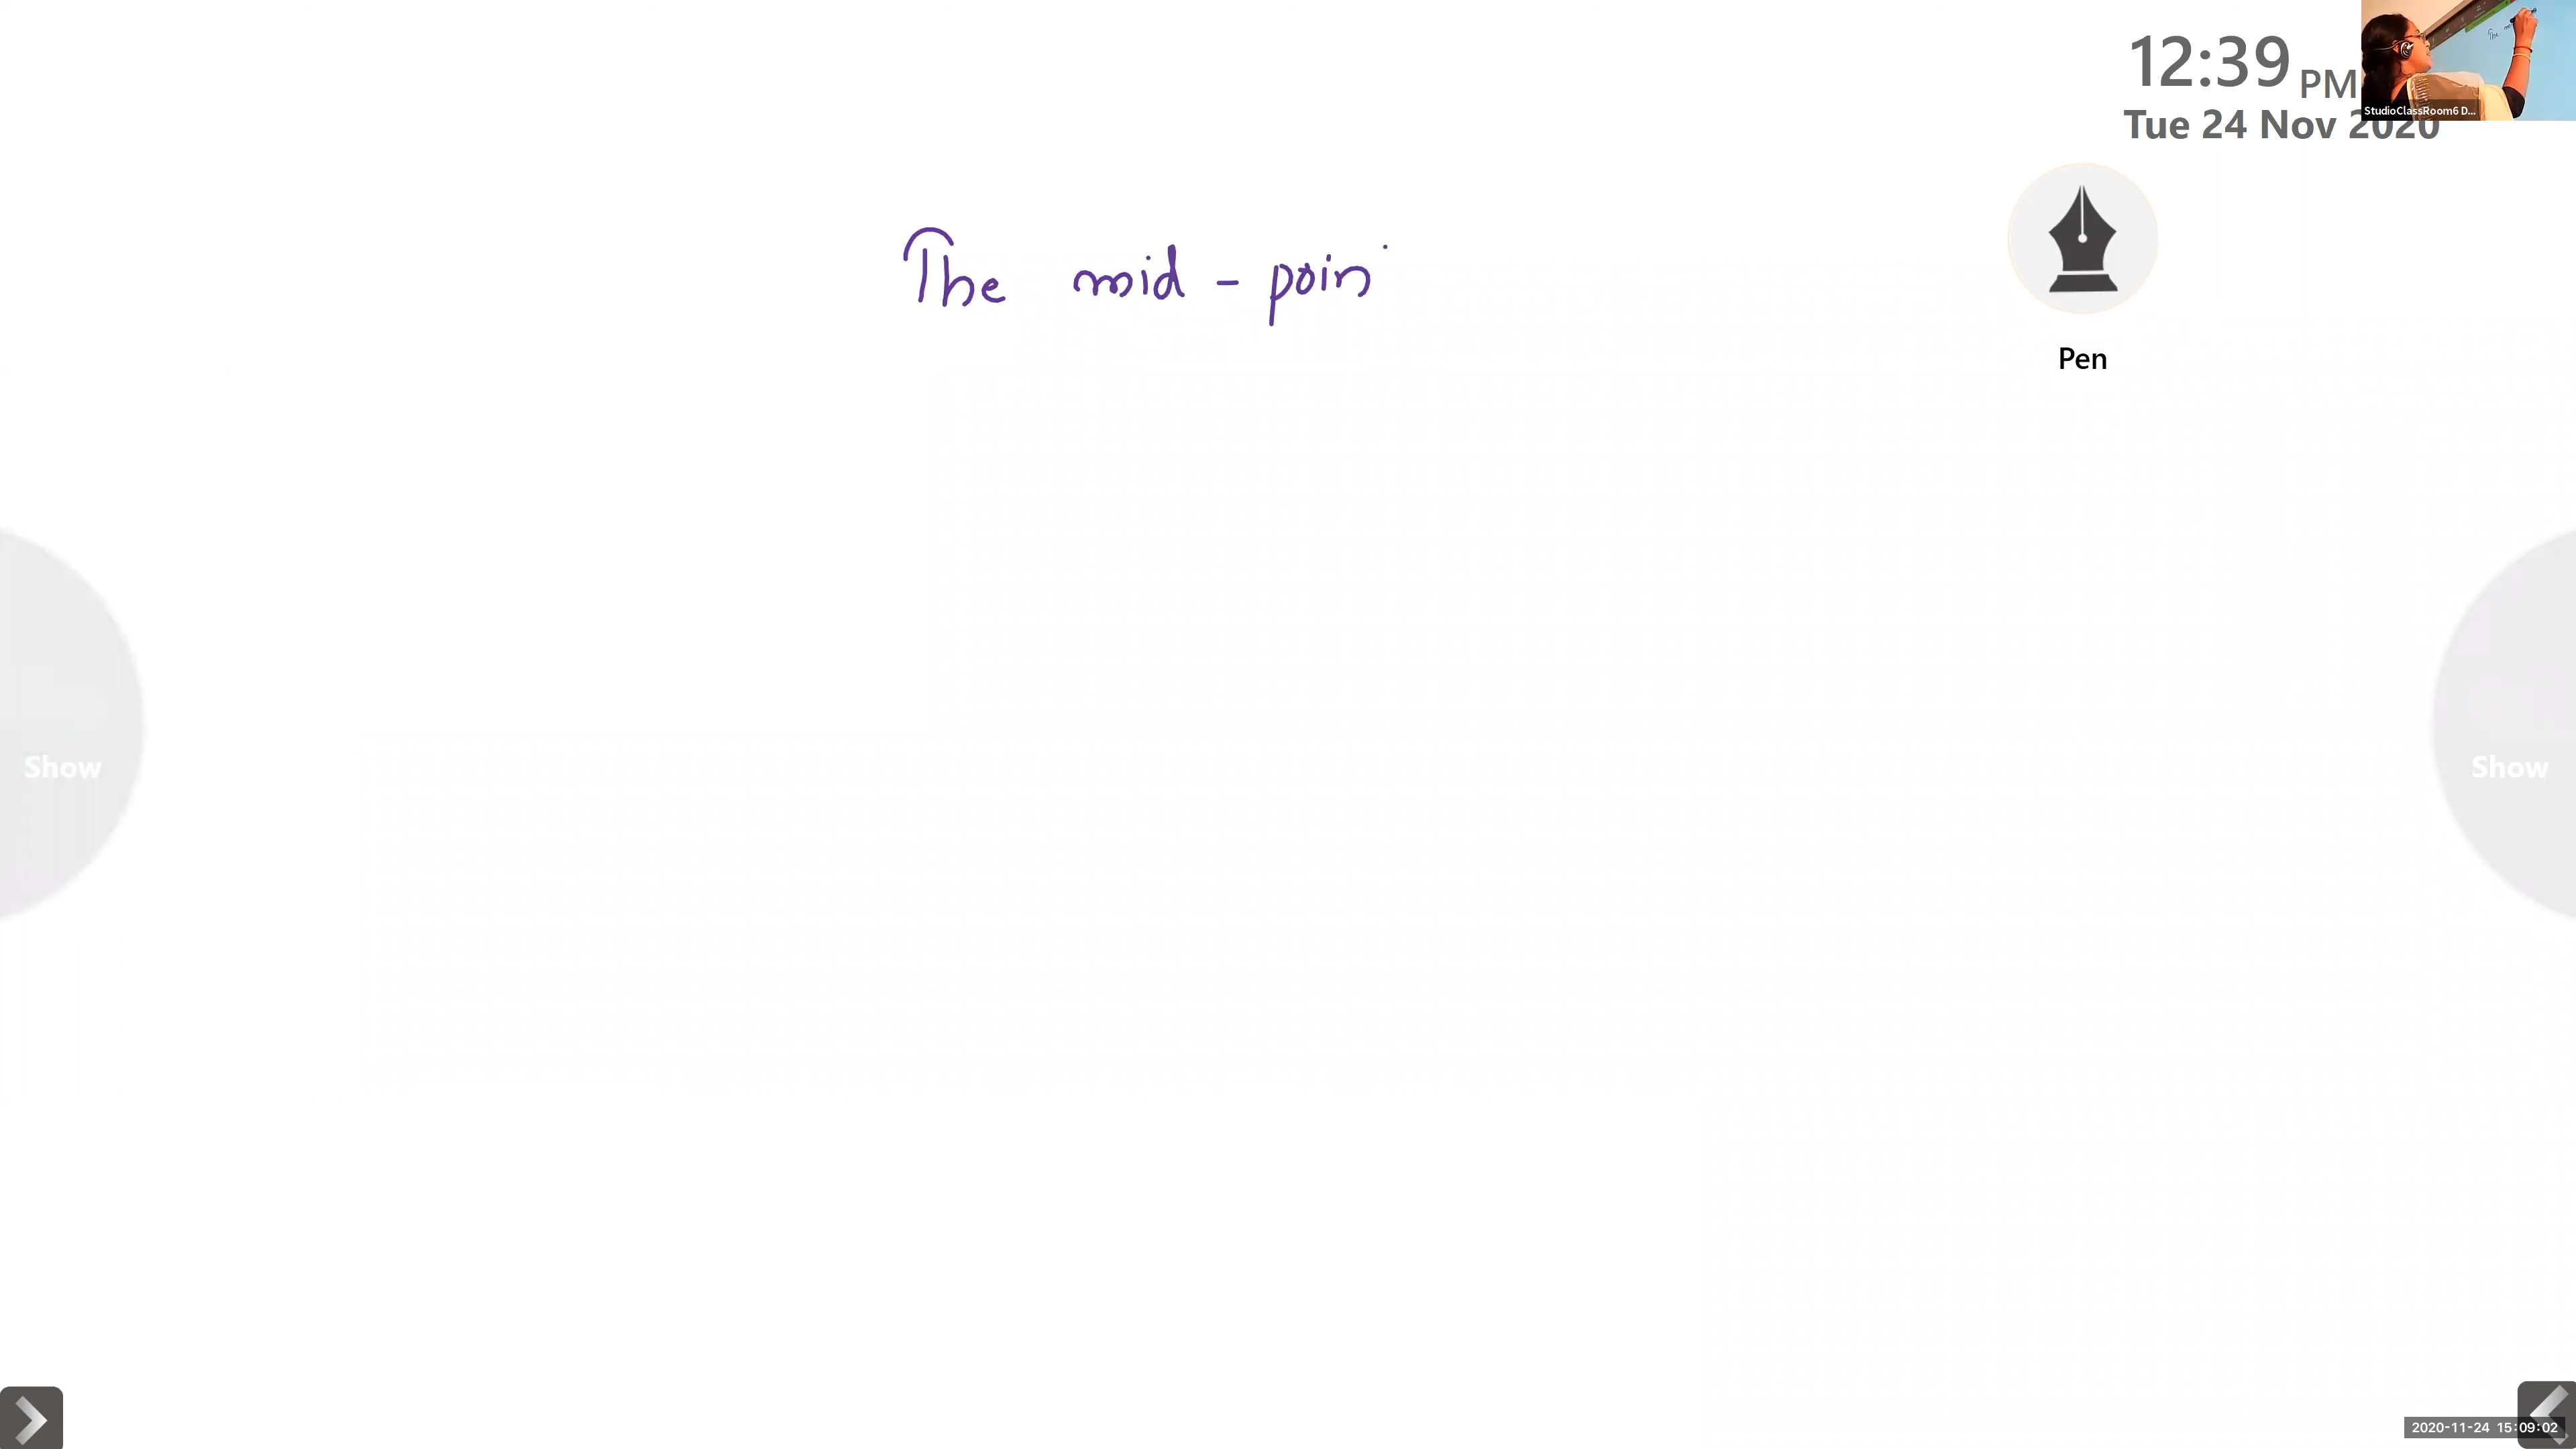 12:39 PM
Tue 24 Nov 2020
StudioClassRoom6 D...
The mid - poin
Pen
Show
Show
2020-11-24 15:09:02